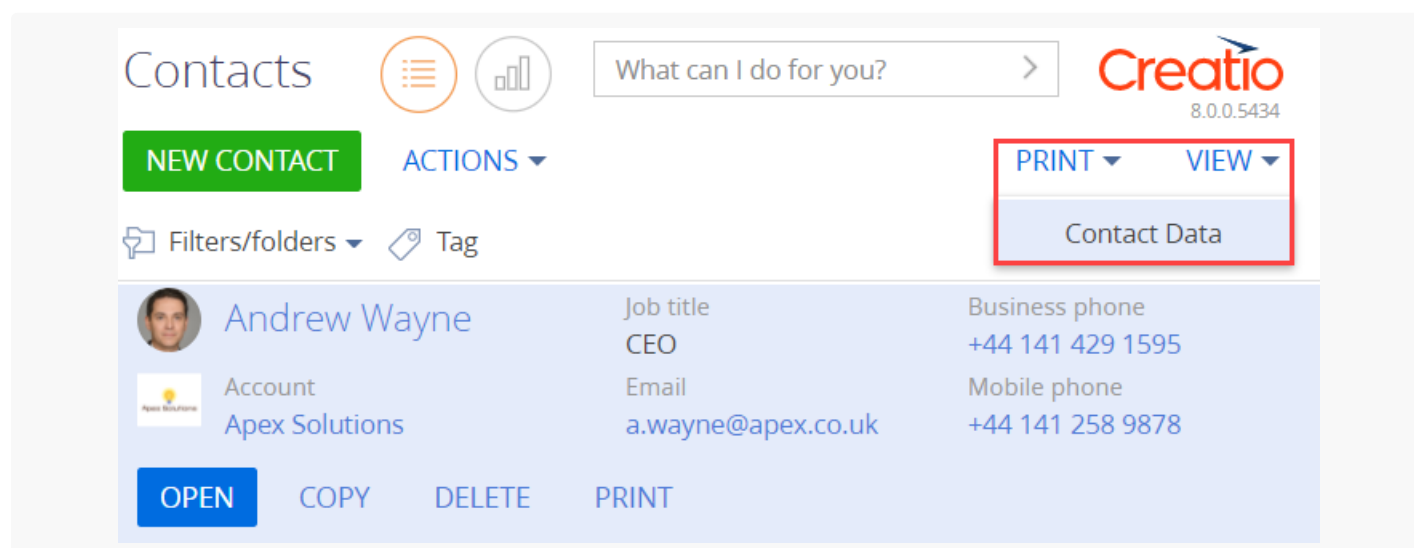 Contacts What can I do for you? Creatio
8.0.0.5434
NEW CONTACT ACTIONS PRINT VIEW
Filters/folders Tag Contact Data
Andrew Wayne Job title Business phone
CEO +44 141 429 1595
Account Email Mobile phone
Apex Solutions a.wayne@apex.co.uk +44 141 258 9878
Apex Solutions
OPEN COPY DELETE PRINT